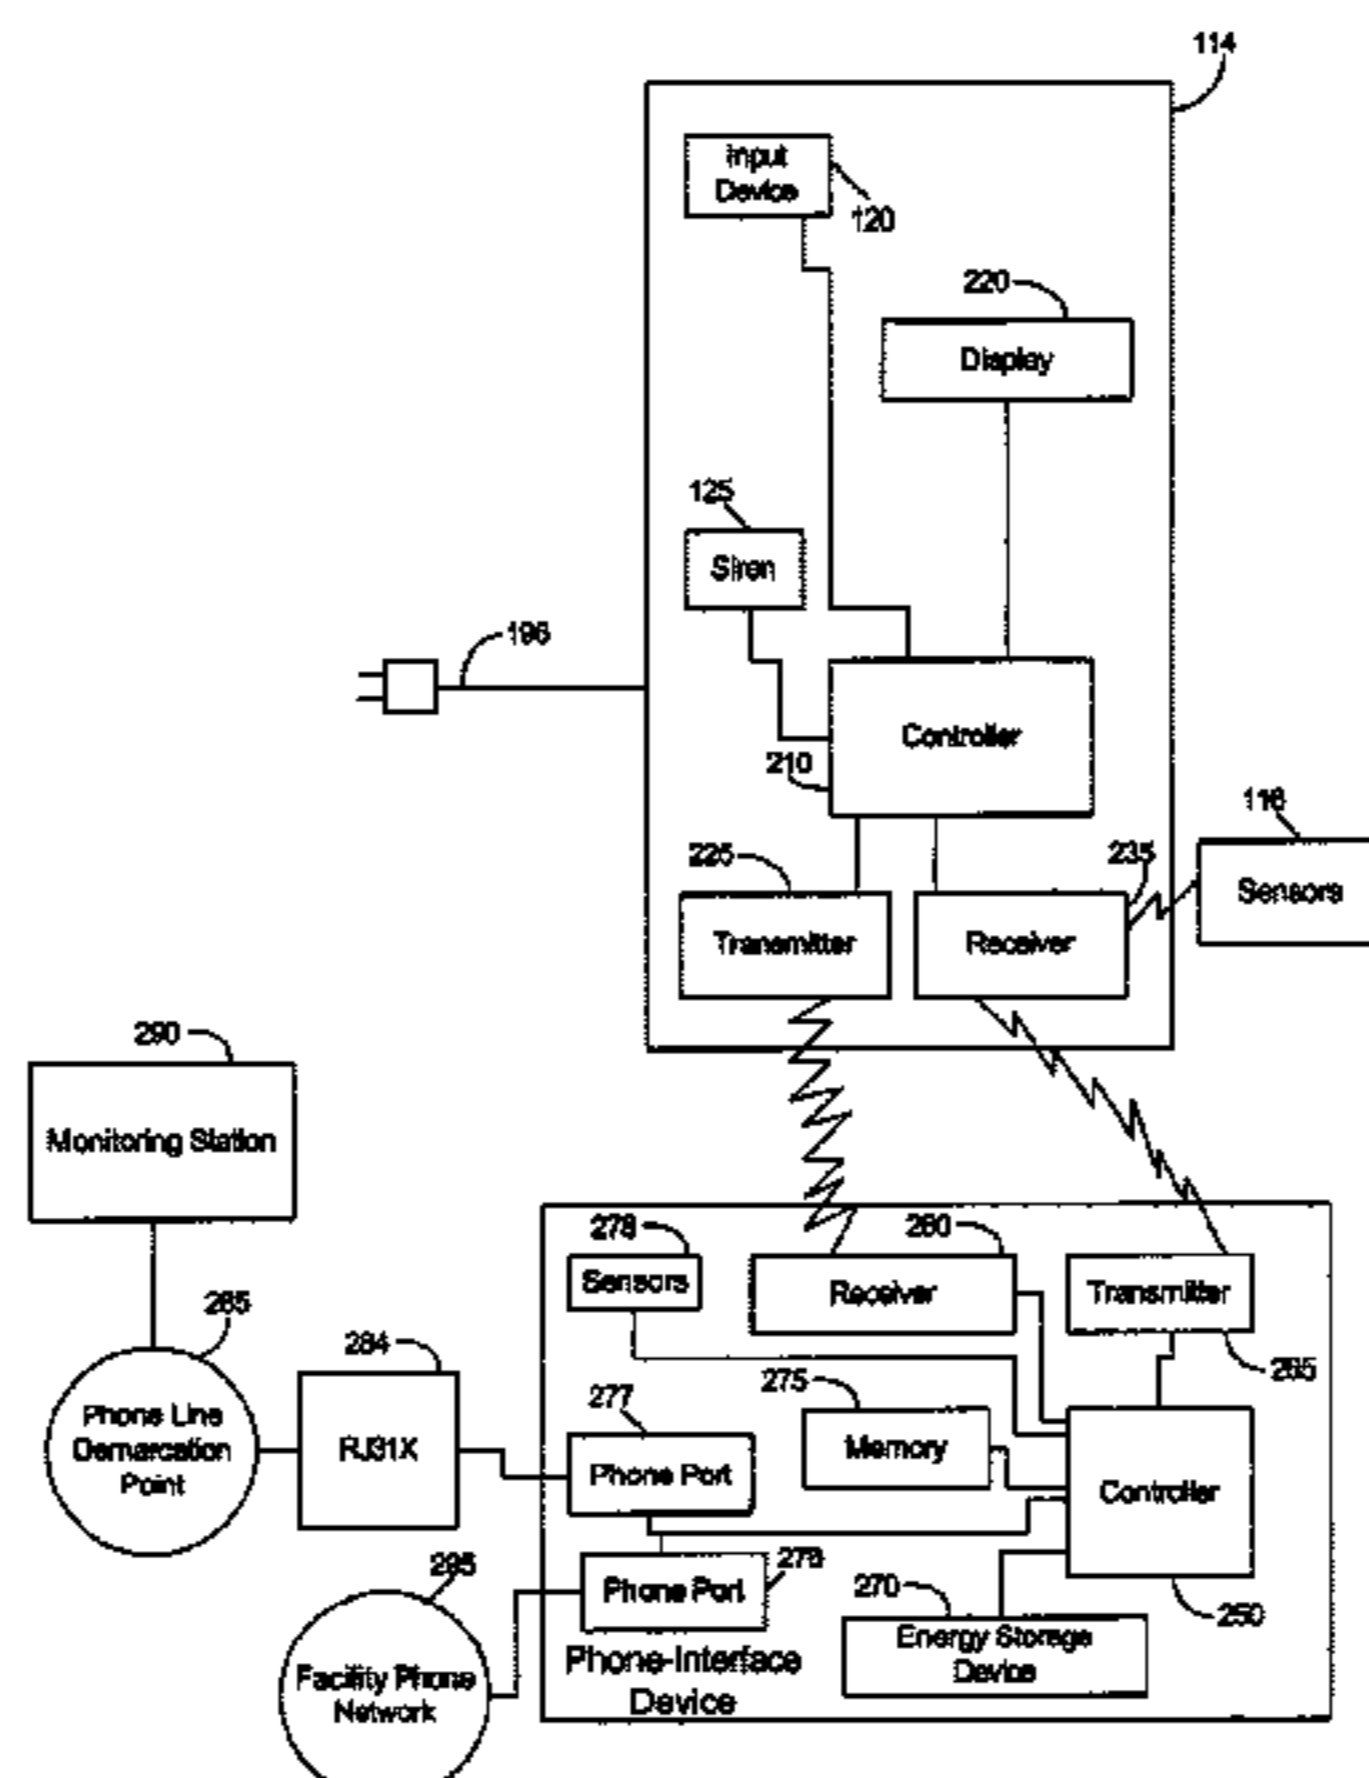 114
Input
Device
120
220
Display
125
Siren
196
Controller
210
116
225
235
Sensors
Transmitter
Receiver
290
Monitoring Station
278
260
Sensors
Receiver
Transmitter
265
284
275
277
Phone Line
Demarcation
Point
RJ31X
Memory
Phone Port
Controller
276
270
250
Phone Port
Energy Storage
Device
Phone-Interface
Device
295
Facility Phone
Network